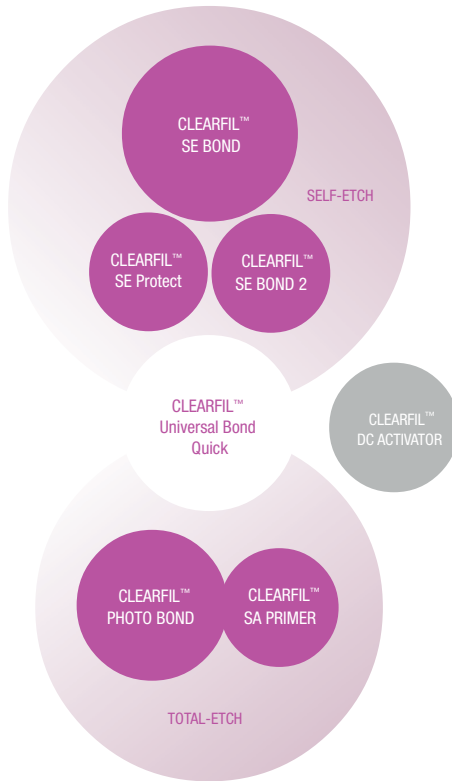 CLEARFIL™
SE BOND
SELF-ETCH
CLEARFIL™
SE Protect
CLEARFIL™
SE BOND 2
CLEARFIL™
Universal Bond
Quick
CLEARFIL™
DC ACTIVATOR
CLEARFIL™
PHOTO BOND
CLEARFIL™
SA PRIMER
TOTAL-ETCH